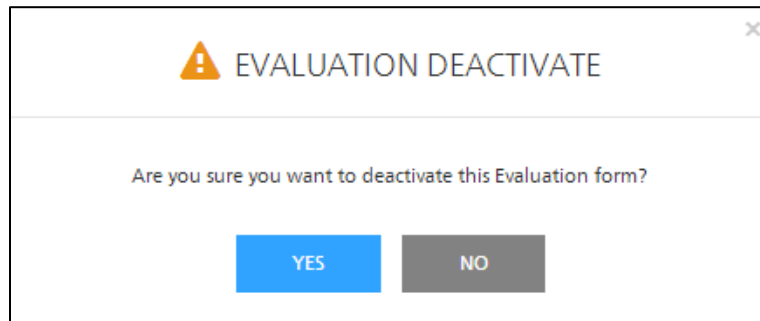 EVALUATION DEACTIVATE
Are you sure you want to deactivate this Evaluation form?
YES
NO